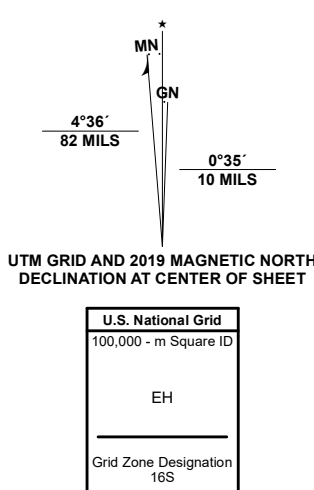 ★
MN
GN
4°36´
82 MILS
0°35´
10 MILS
UTM GRID AND 2019 MAGNETIC NORTH
DECLINATION AT CENTER OF SHEET
U.S. National Grid
100,000 - m Square ID
EH
Grid Zone Designation
16S